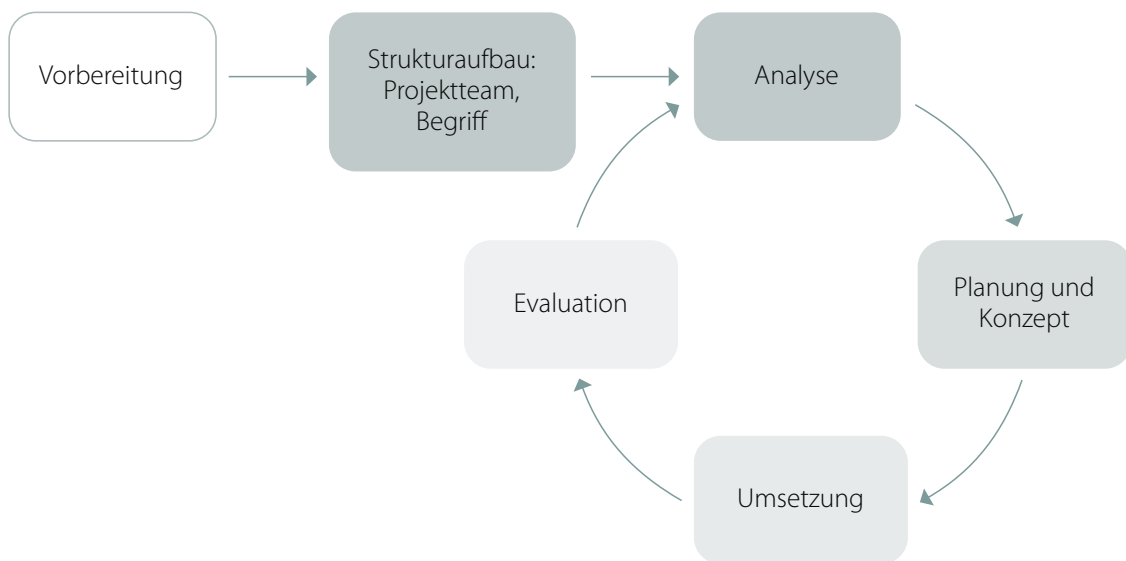 Vorbereitung
Strukturaufbau:
Projektteam,
Begriff
Analyse
Planung und
Konzept
Umsetzung
Evaluation